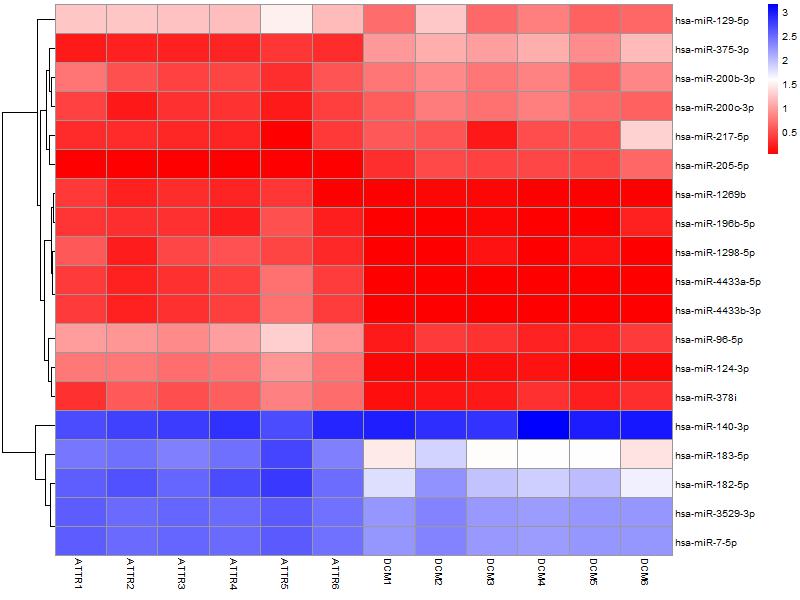 hsa-miR-129-5p
hsa-miR-375-3p
hsa-miR-200b-3p
hsa-miR-200c-3p
hsa-miR-217-5p
hsa-miR-205-5p
hsa-miR-1269b
hsa-miR-196b-5p
hsa-miR-1298-5p
hsa-miR-4433a-5p
hsa-miR-4433b-3p
hsa-miR-96-5p
hsa-miR-124-3p
hsa-miR-378i
hsa-miR-140-3p
hsa-miR-183-5p
hsa-miR-182-5p
hsa-miR-3529-3p
hsa-miR-7-5p
ATTR1
ATTR2
ATTR3
ATTR4
ATTR5
ATTR6
DCM1
DCM2
DCM3
DCM4
DCM5
DCM6
3
2.5
2
1.5
1
0.5